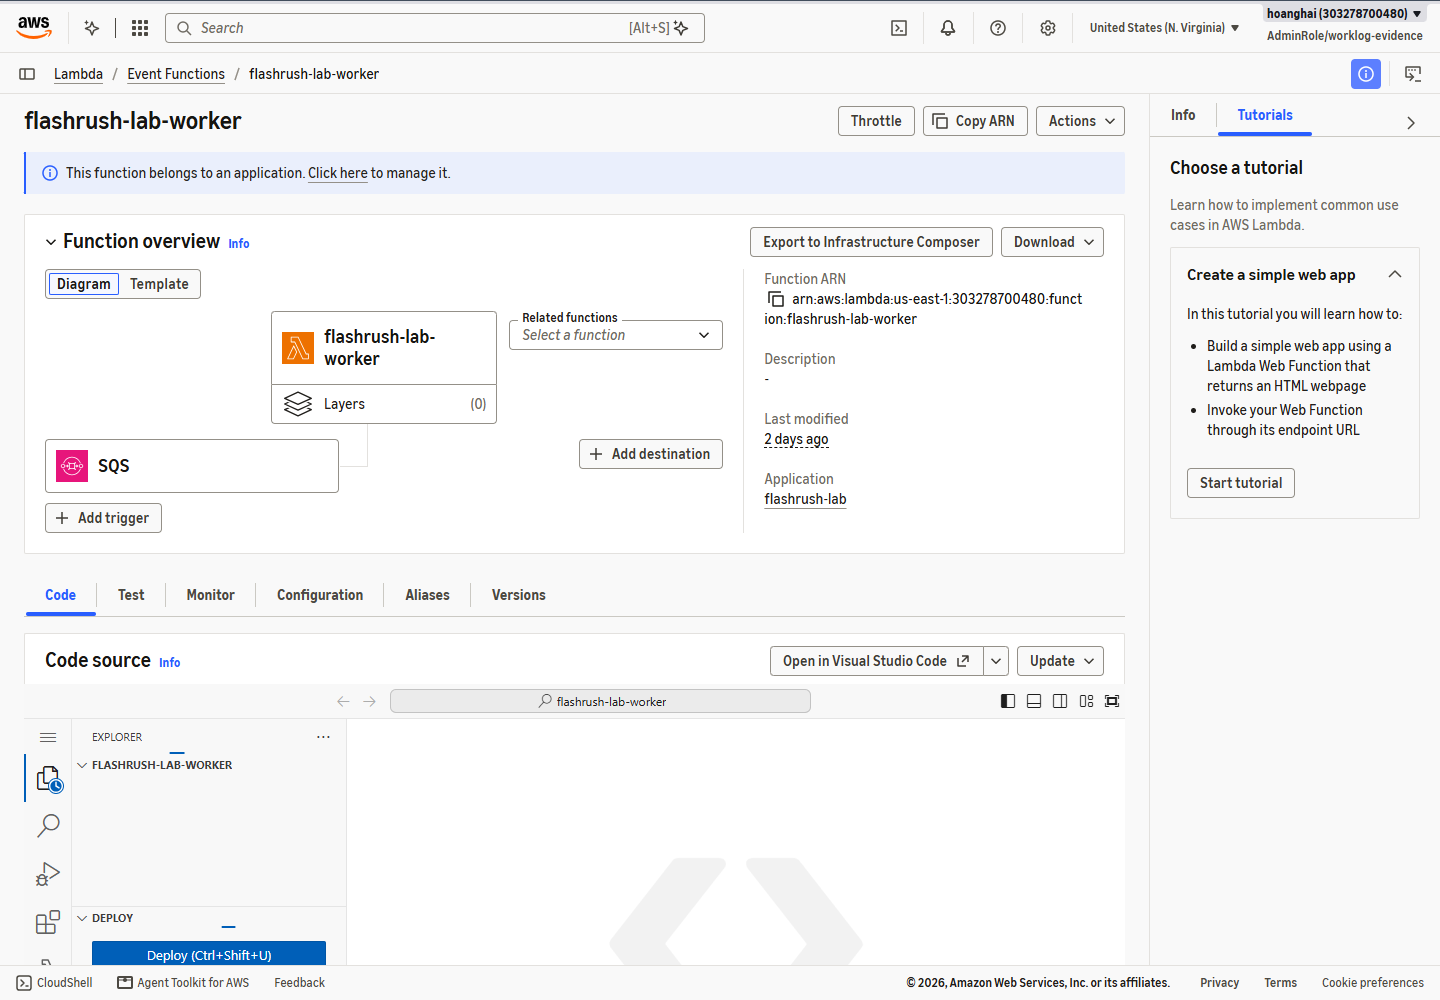 aws
Search
[Alt+S]
United States (N. Virginia)
hoanghai (303278700480)
AdminRole/worklog-evidence
Lambda / Event Functions / flashrush-lab-worker
flashrush-lab-worker
Throttle
Copy ARN
Actions
This function belongs to an application. Click here to manage it.
Function overview Info
Export to Infrastructure Composer
Download
Diagram
Template
flashrush-lab-
worker
Layers
(0)
Related functions
Select a function
SQS
Add trigger
Add destination
Function ARN
arn:aws:lambda:us-east-1:303278700480:funct
ion:flashrush-lab-worker
Description
-
Last modified
2 days ago
Application
flashrush-lab
Code
Test
Monitor
Configuration
Aliases
Versions
Code source Info
Open in Visual Studio Code
Update
flashrush-lab-worker
EXPLORER
FLASHRUSH-LAB-WORKER
DEPLOY
Deploy (Ctrl+Shift+U)
Info
Tutorials
Choose a tutorial
Learn how to implement common use
cases in AWS Lambda.
Create a simple web app
In this tutorial you will learn how to:
• Build a simple web app using a
Lambda Web Function that
returns an HTML webpage
• Invoke your Web Function
through its endpoint URL
Start tutorial
CloudShell
Agent Toolkit for AWS
Feedback
© 2026, Amazon Web Services, Inc. or its affiliates.
Privacy
Terms
Cookie preferences